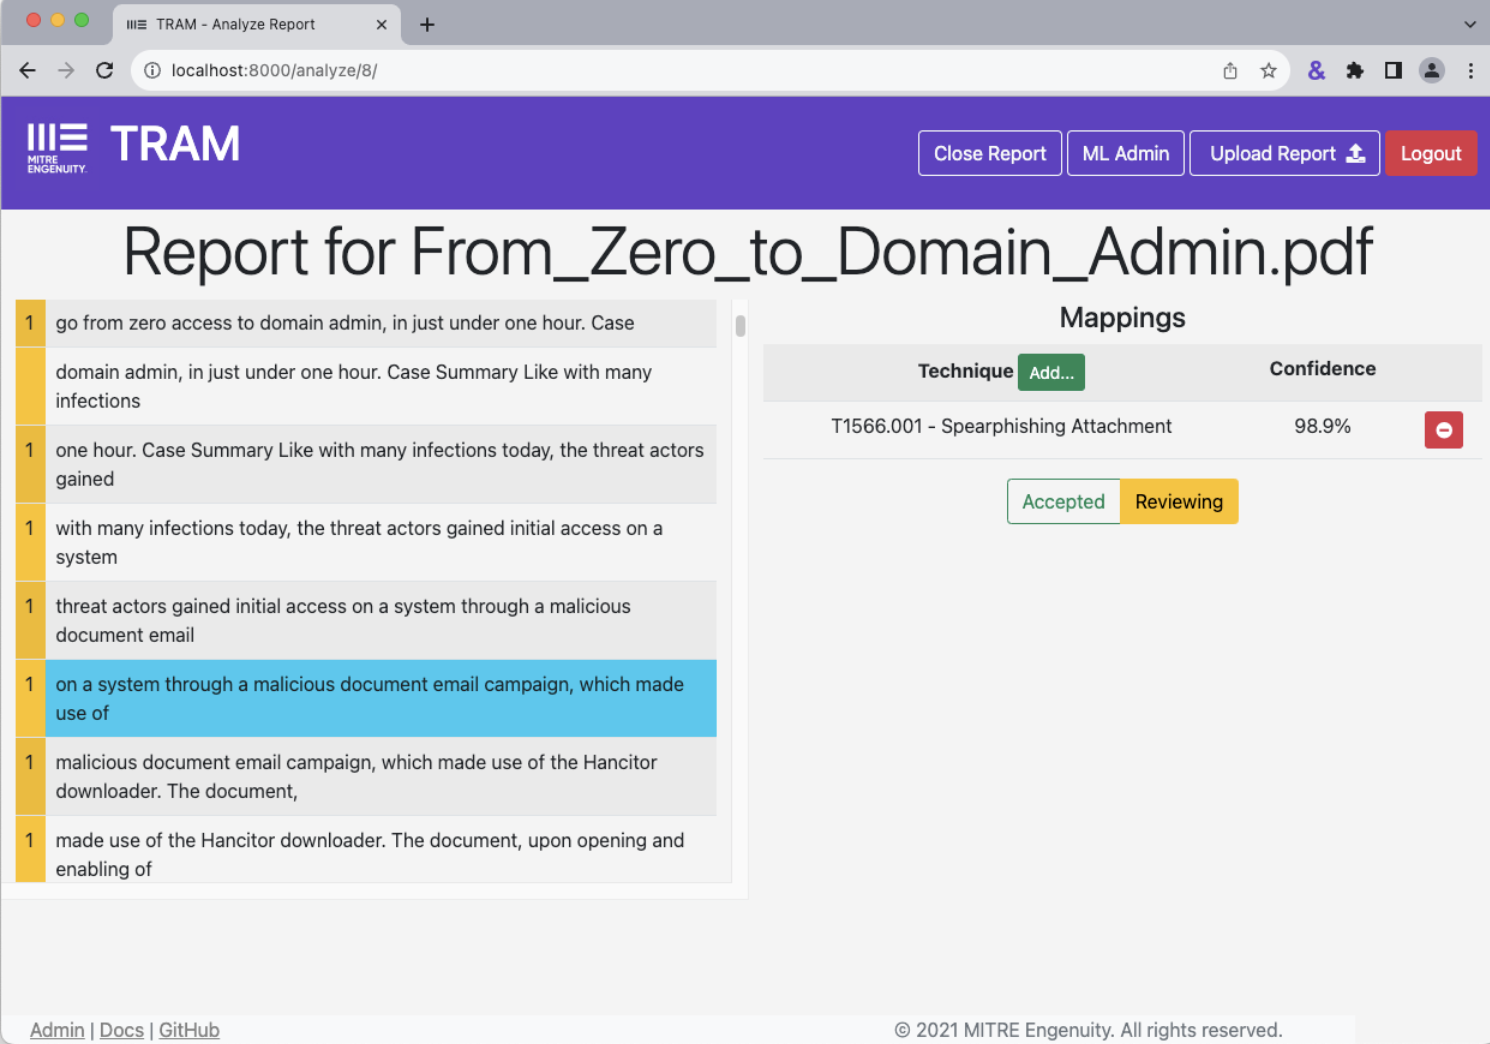 TRAM - Analyze Report
localhost:8000/analyze/8/
MITRE
ENGENUITY
TRAM
Close Report
ML Admin
Upload Report
Logout
Report for From_Zero_to_Domain_Admin.pdf
1 go from zero access to domain admin, in just under one hour. Case
domain admin, in just under one hour. Case Summary Like with many
infections
1 one hour. Case Summary Like with many infections today, the threat actors
gained
1 with many infections today, the threat actors gained initial access on a
system
1 threat actors gained initial access on a system through a malicious
document email
1 on a system through a malicious document email campaign, which made
use of
1 malicious document email campaign, which made use of the Hancitor
downloader. The document,
1 made use of the Hancitor downloader. The document, upon opening and
enabling of
Mappings
Technique Add... Confidence
T1566.001 - Spearphishing Attachment 98.9%
Accepted Reviewing
Admin | Docs | GitHub
© 2021 MITRE Engenuity. All rights reserved.